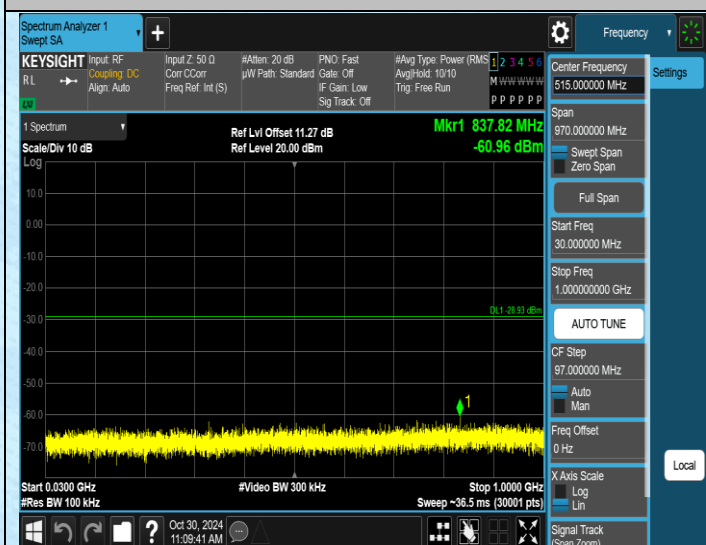 Spectrum Analyzer 1
Swept SA
Frequency
KEYSIGHT
RL
LV
Input: RF
Coupling: DC
Align: Auto
Input Z: 50 Ω
Corr CCorr
Freq Ref: Int (S)
#Atten: 20 dB
µW Path: Standard
PNO: Fast
Gate: Off
IF Gain: Low
Sig Track: Off
#Avg Type: Power (RMS
Avg|Hold: 10/10
Trig: Free Run
1 2 3 4 5 6
M W W W W W
P P P P P P
1 Spectrum
Scale/Div 10 dB
Ref Lvl Offset 11.27 dB
Ref Level 20.00 dBm
Mkr1 837.82 MHz
-60.96 dBm
Log
10.0
0.00
-10.0
-20.0
-30.0
-40.0
-50.0
-60.0
-70.0
DL1 -28.93 dBm
1
Start 0.0300 GHz
#Res BW 100 kHz
#Video BW 300 kHz
Stop 1.0000 GHz
Sweep ~36.5 ms (30001 pts)
Oct 30, 2024
11:09:41 AM
Center Frequency
515.000000 MHz
Span
970.000000 MHz
Swept Span
Zero Span
Full Span
Start Freq
30.000000 MHz
Stop Freq
1.000000000 GHz
AUTO TUNE
CF Step
97.000000 MHz
Auto
Man
Freq Offset
0 Hz
X Axis Scale
Log
Lin
Signal Track
(Span Zoom)
Settings
Local